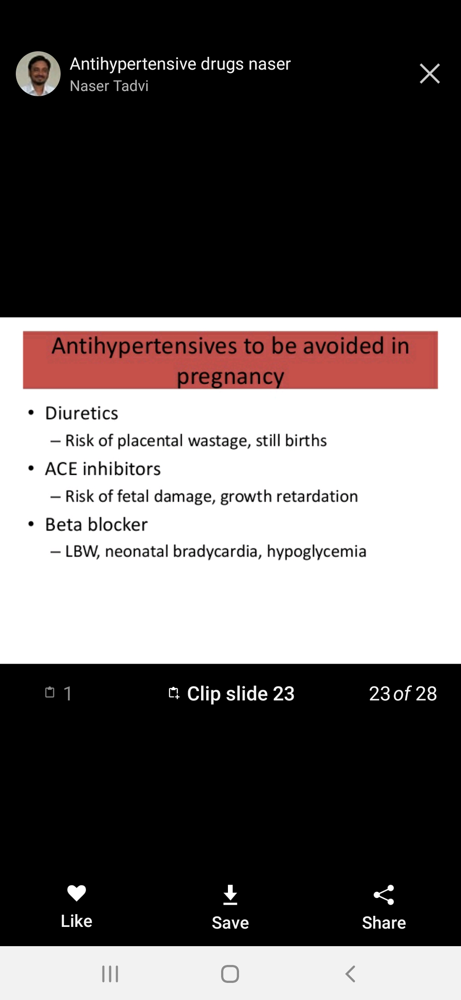 Antihypertensive drugs naser
Naser Tadvi
Antihypertensives to be avoided in
pregnancy
• Diuretics
– Risk of placental wastage, still births
• ACE inhibitors
– Risk of fetal damage, growth retardation
• Beta blocker
– LBW, neonatal bradycardia, hypoglycemia
1
Clip slide 23
23 of 28
Like
Save
Share